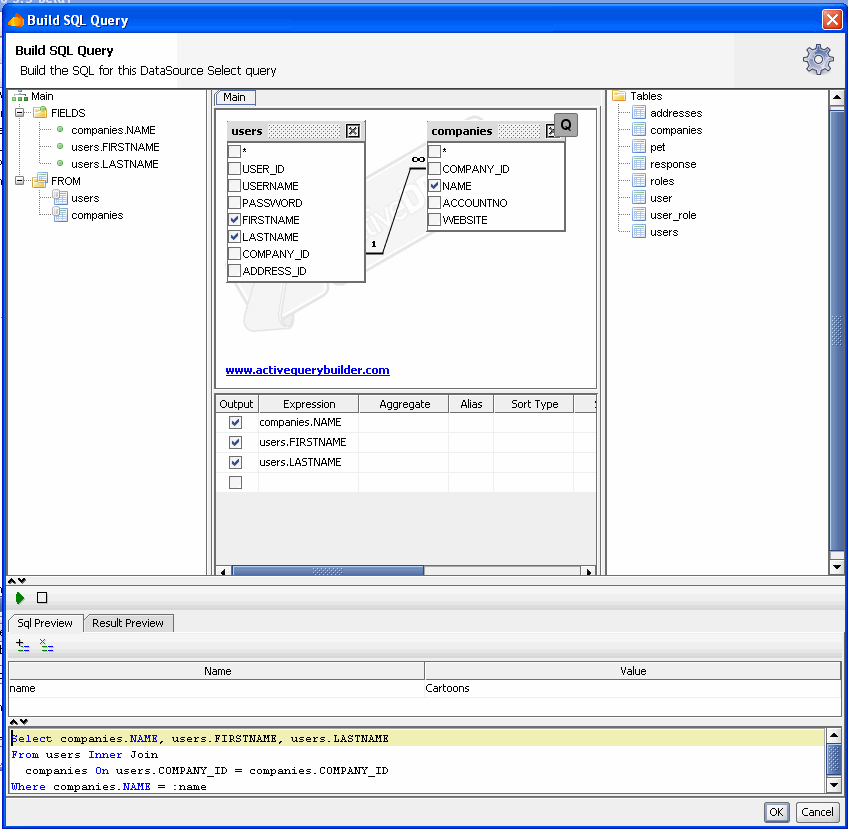 Build SQL Query
Build SQL Query
Build the SQL for this DataSource Select query
Main
FIELDS
companies.NAME
users.FIRSTNAME
users.LASTNAME
FROM
users
companies
Main
users
*
USER_ID
USERNAME
PASSWORD
FIRSTNAME
LASTNAME
COMPANY_ID
ADDRESS_ID
1
∞
companies
Q
*
COMPANY_ID
NAME
ACCOUNTNO
WEBSITE
www.activequerybuilder.com
Output Expression Aggregate Alias Sort Type
companies.NAME
users.FIRSTNAME
users.LASTNAME
Tables
addresses
companies
pet
response
roles
user
user_role
users
Sql Preview Result Preview
Name Value
name Cartoons
Select companies.NAME, users.FIRSTNAME, users.LASTNAME
From users Inner Join
companies On users.COMPANY_ID = companies.COMPANY_ID
Where companies.NAME = :name
OK Cancel